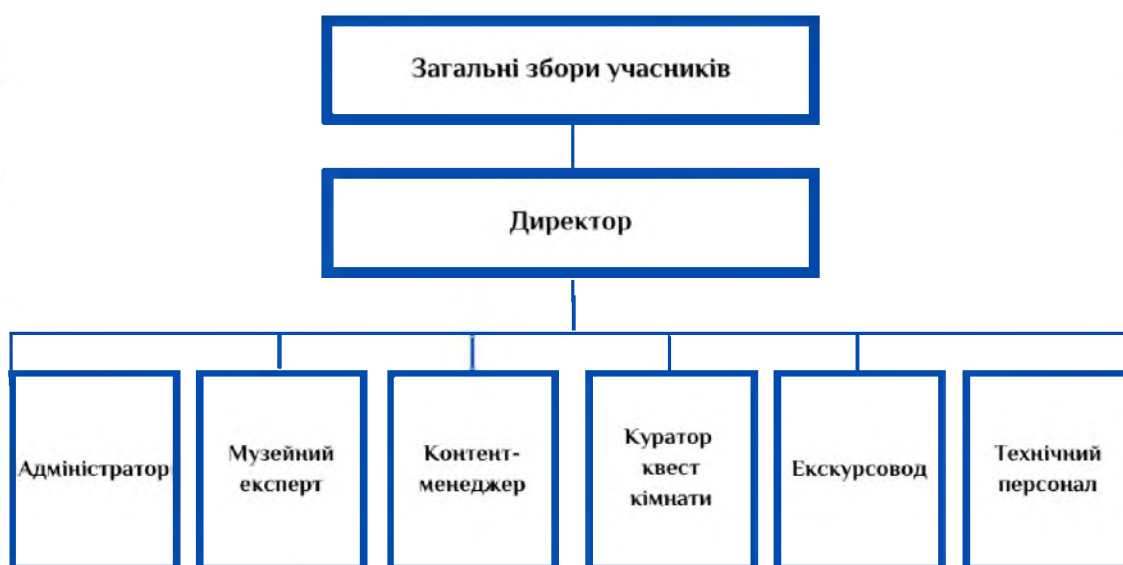 Загальні збори учасників
Директор
Адміністратор
Музейний
експерт
Контент-
менеджер
Куратор
квест
кімнати
Екскурсовод
Технічний
персонал